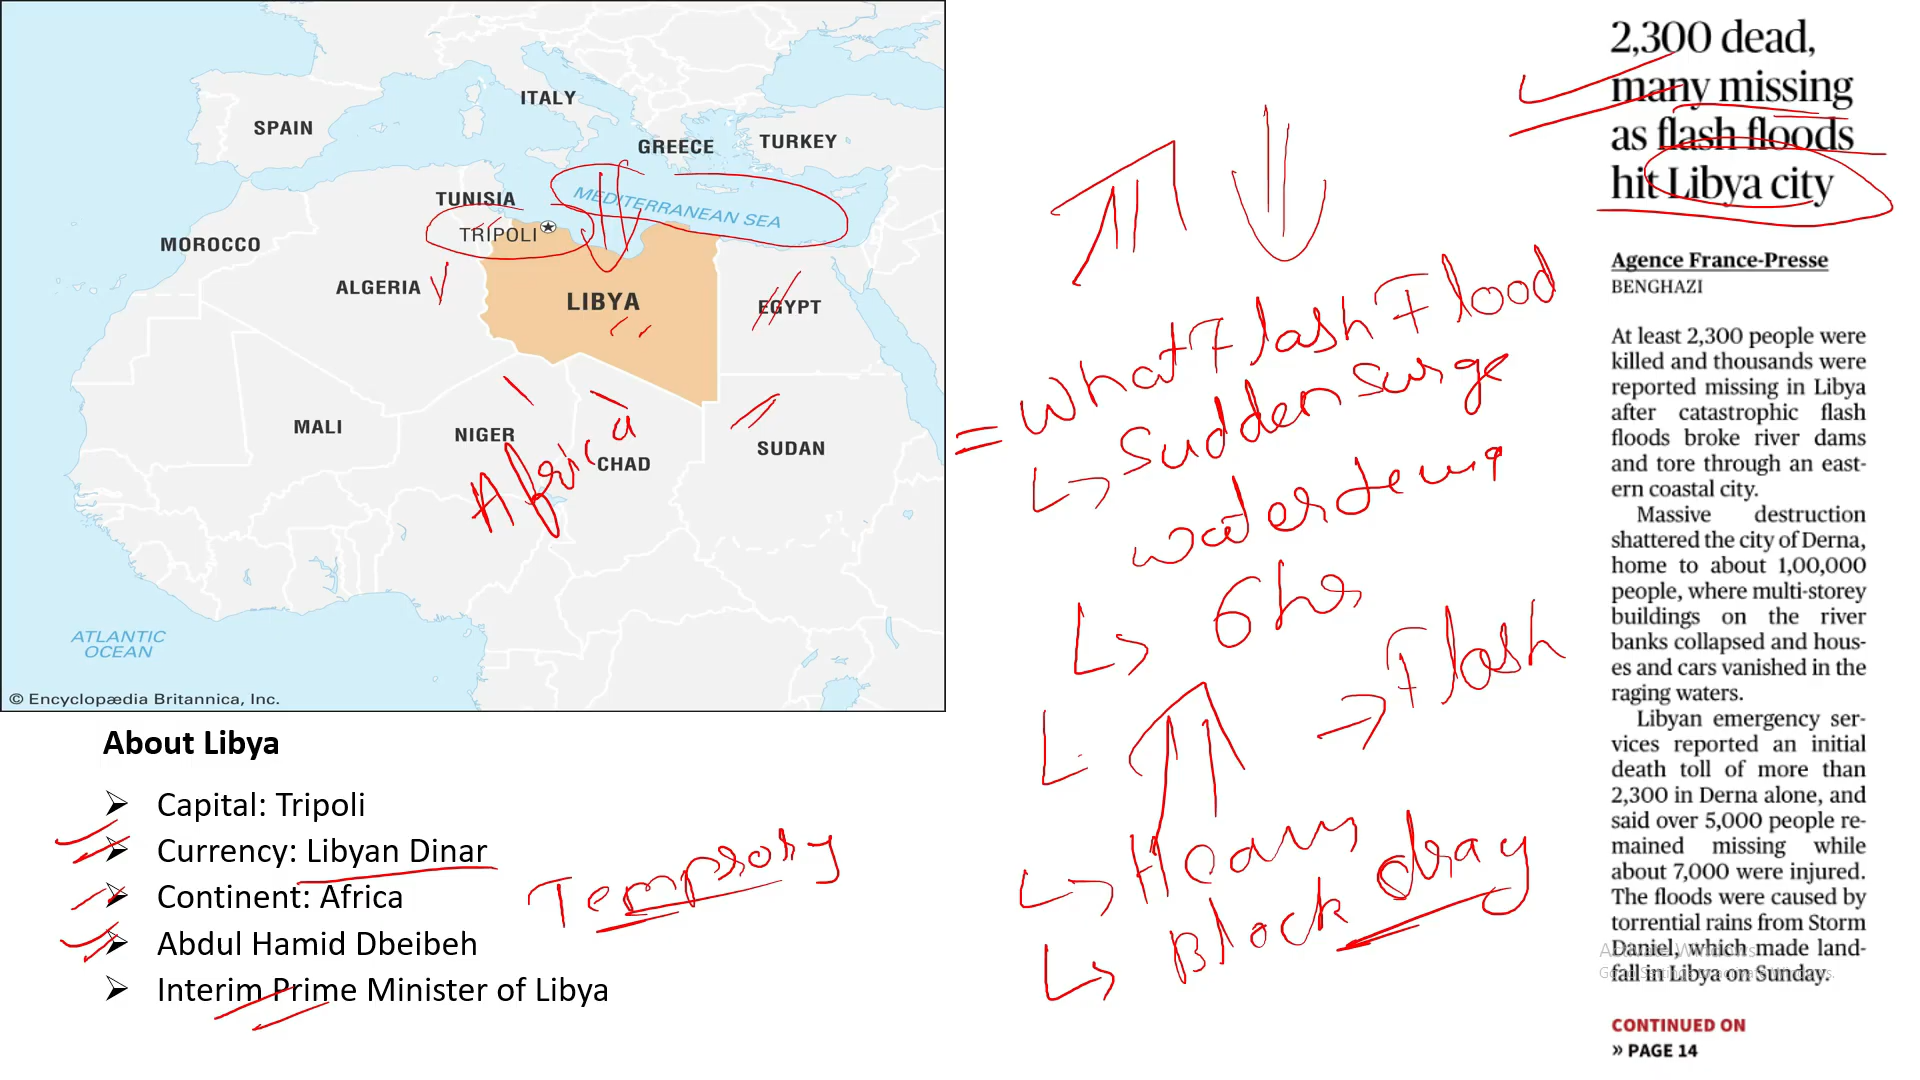 ITALY
SPAIN
GREECE
TURKEY
TUNISIA
MEDITERRANEAN SEA
TRIPOLI
MOROCCO
ALGERIA
LIBYA
EGYPT
MALI
NIGER
CHAD
SUDAN
Africa
ATLANTIC
OCEAN
© Encyclopædia Britannica, Inc.
About Libya
Capital: Tripoli
Currency: Libyan Dinar
Continent: Africa
Abdul Hamid Dbeibeh
Interim Prime Minister of Libya
= What Flash Flood
Sudden surge
water
6 hrs
Flash
Block
2,300 dead,
many missing
as flash floods
hit Libya city
Agence France-Presse
BENGHAZI
At least 2,300 people were
killed and thousands were
reported missing in Libya
after catastrophic flash
floods broke river dams
and tore through an east-
ern coastal city.
Massive destruction
shattered the city of Derna,
home to about 1,00,000
people, where multi-storey
buildings on the river
banks collapsed and hous-
es and cars vanished in the
raging waters.
Libyan emergency ser-
vices reported an initial
death toll of more than
2,300 in Derna alone, and
said over 5,000 people re-
mained missing while
about 7,000 were injured.
The floods were caused by
torrential rains from Storm
Daniel, which made land-
fall in Libya on Sunday.
CONTINUED ON
» PAGE 14